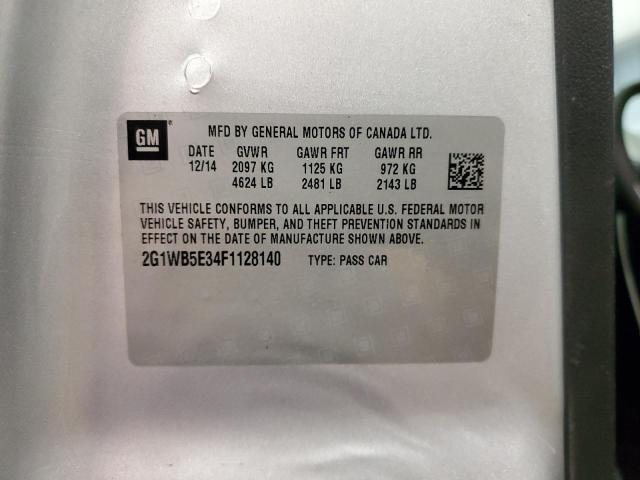 GM
MFD BY GENERAL MOTORS OF CANADA LTD.
DATE GVWR GAWR FRT GAWR RR
12/14 2097 KG 1125 KG 972 KG
4624 LB 2481 LB 2143 LB
THIS VEHICLE CONFORMS TO ALL APPLICABLE U.S. FEDERAL MOTOR
VEHICLE SAFETY, BUMPER, AND THEFT PREVENTION STANDARDS IN
EFFECT ON THE DATE OF MANUFACTURE SHOWN ABOVE.
2G1WB5E34F1128140 TYPE: PASS CAR